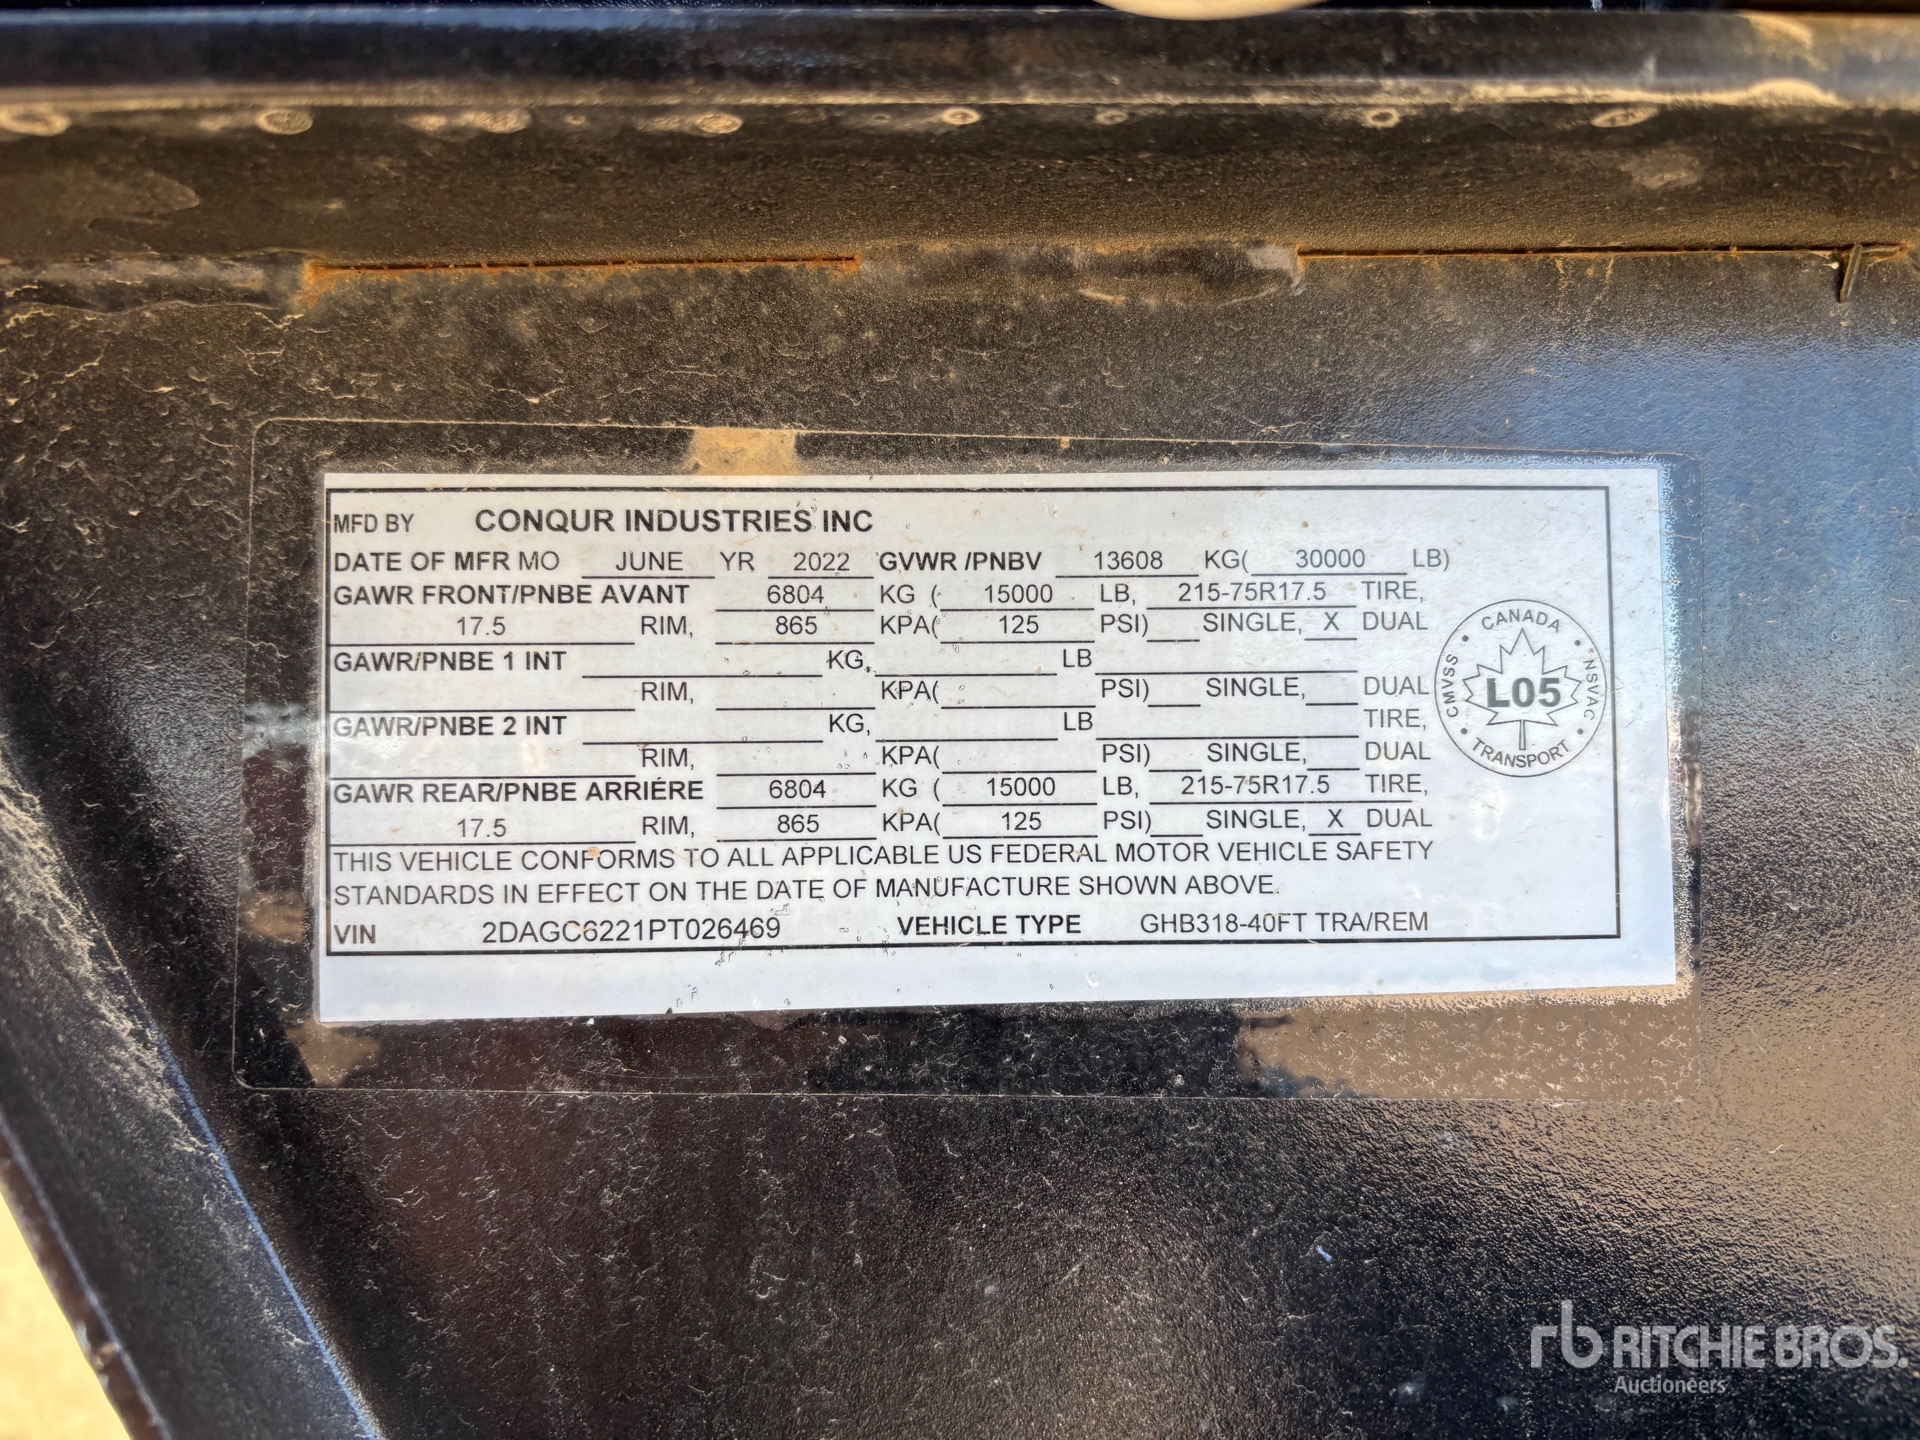 MFD BY CONQUR INDUSTRIES INC
DATE OF MFR MO JUNE YR 2022 GVWR /PNBV 13608 KG( 30000 LB)
GAWR FRONT/PNBE AVANT 6804 KG ( 15000 LB, 215-75R17.5 TIRE,
17.5 RIM, 865 KPA( 125 PSI) SINGLE, X DUAL
GAWR/PNBE 1 INT KG, LB
RIM, KPA( PSI) SINGLE, DUAL
GAWR/PNBE 2 INT KG, LB TIRE,
RIM, KPA( PSI) SINGLE, DUAL
GAWR REAR/PNBE ARRIÉRE 6804 KG ( 15000 LB, 215-75R17.5 TIRE,
17.5 RIM, 865 KPA( 125 PSI) SINGLE, X DUAL
THIS VEHICLE CONFORMS TO ALL APPLICABLE US FEDERAL MOTOR VEHICLE SAFETY
STANDARDS IN EFFECT ON THE DATE OF MANUFACTURE SHOWN ABOVE.
VIN 2DAGC6221PT026469 VEHICLE TYPE GHB318-40FT TRA/REM
CANADA
CMVSS
NSVAC
L05
TRANSPORT
rb RITCHIE BROS.
Auctioneers